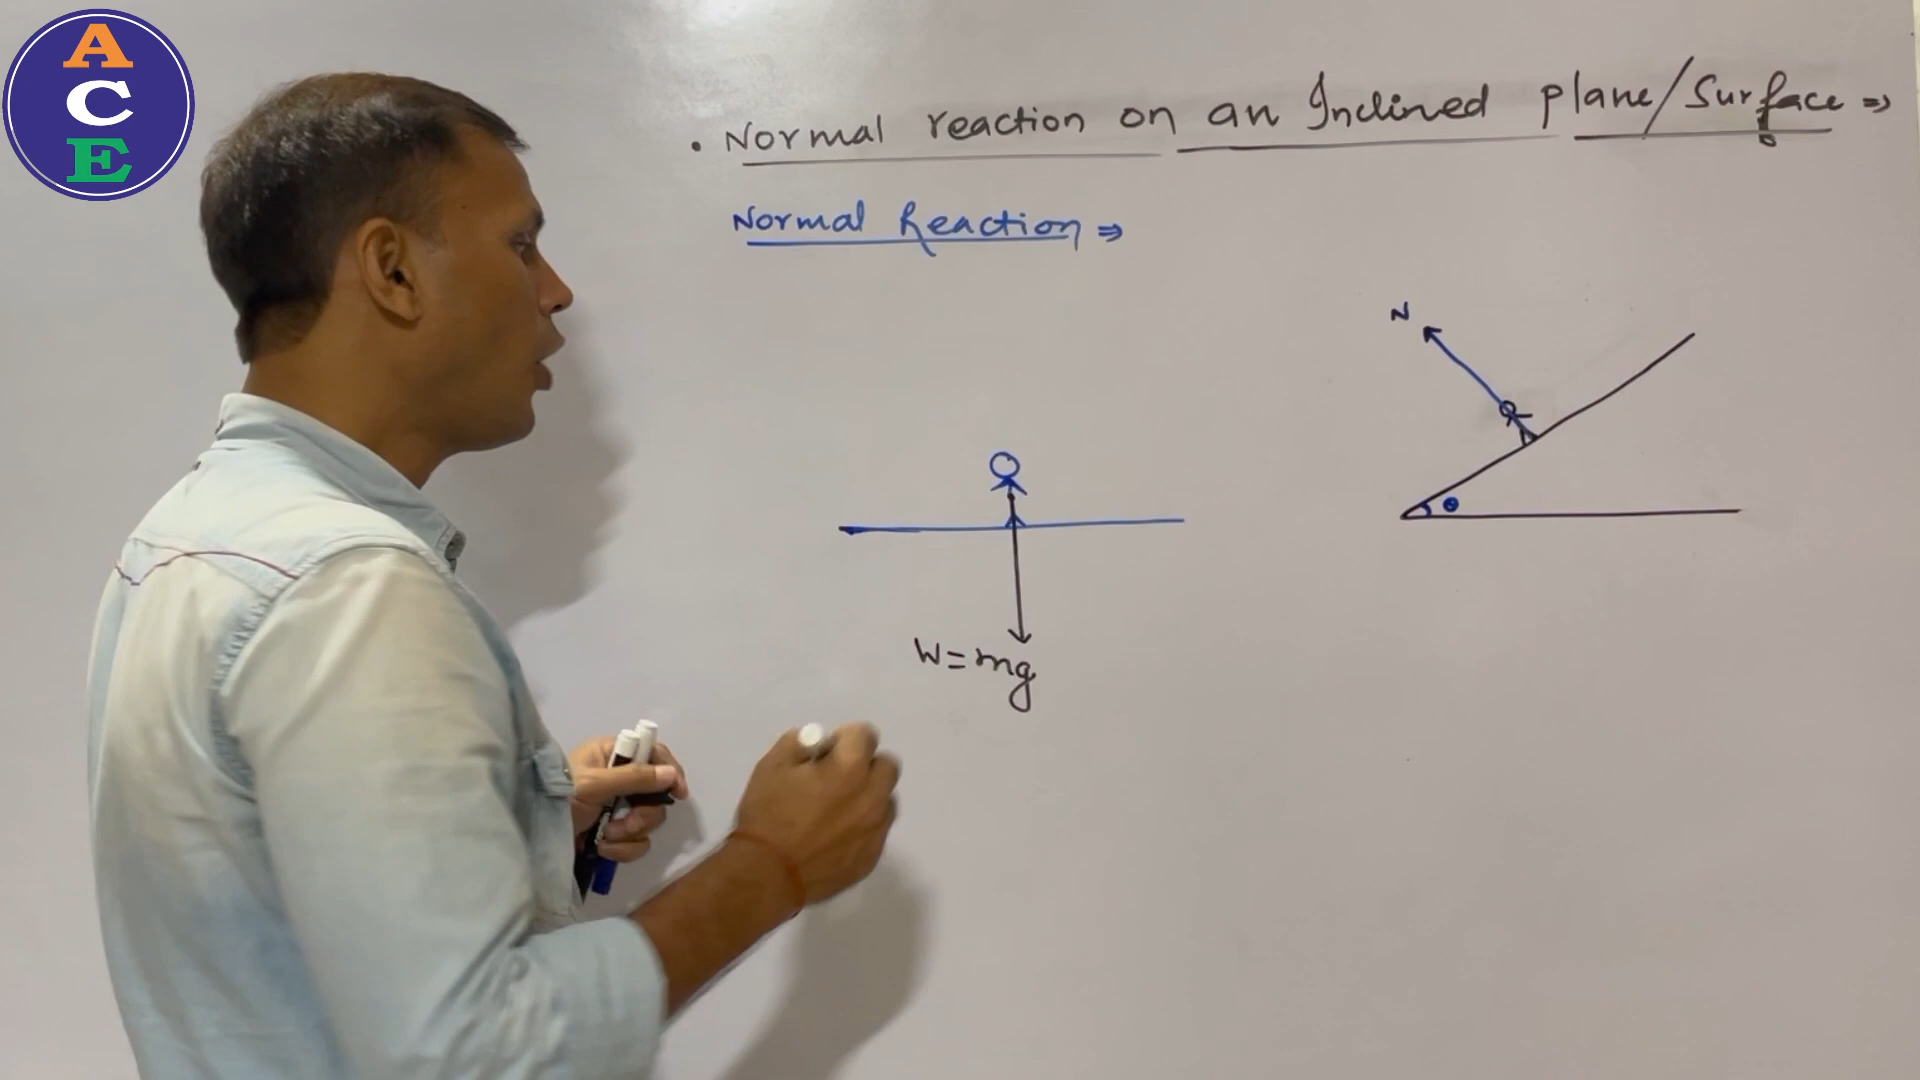 A
C
E
• Normal reaction on an Inclined plane/Surface ⇒
Normal Reaction ⇒
N
θ
W=mg